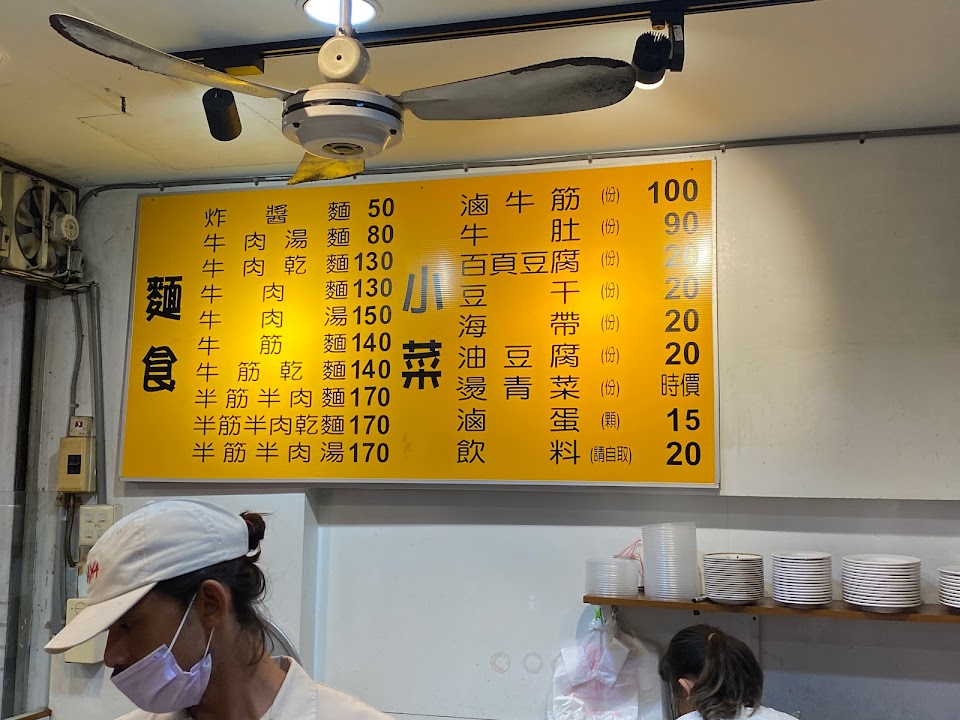 麵食
炸醬麵 50
牛肉湯麵 80
牛肉乾麵 130
牛肉麵 130
牛肉湯 150
牛筋麵 140
牛筋乾麵 140
半筋半肉麵 170
半筋半肉乾麵 170
半筋半肉湯 170
小菜
滷牛筋 (份) 100
牛肚 (份) 90
百頁豆腐 (份) 20
豆干 (份) 20
海帶 (份) 20
油豆腐 (份) 20
燙青菜 (份) 時價
滷蛋 (顆) 15
飲料 (請自取) 20